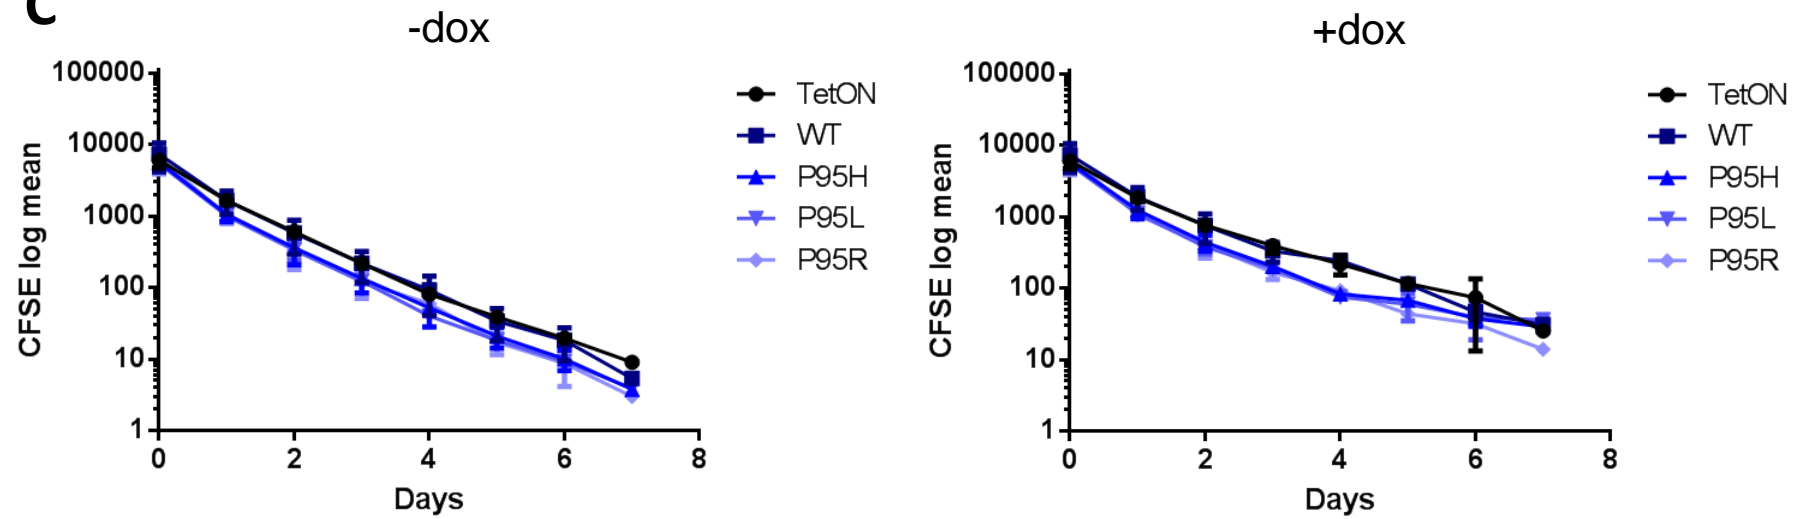 C
-dox
100000
10000
1000
100
10
1
CFSE log mean
0 2 4 6 8
Days
TetON
WT
P95H
P95L
P95R
+dox
100000
10000
1000
100
10
1
CFSE log mean
0 2 4 6 8
Days
TetON
WT
P95H
P95L
P95R